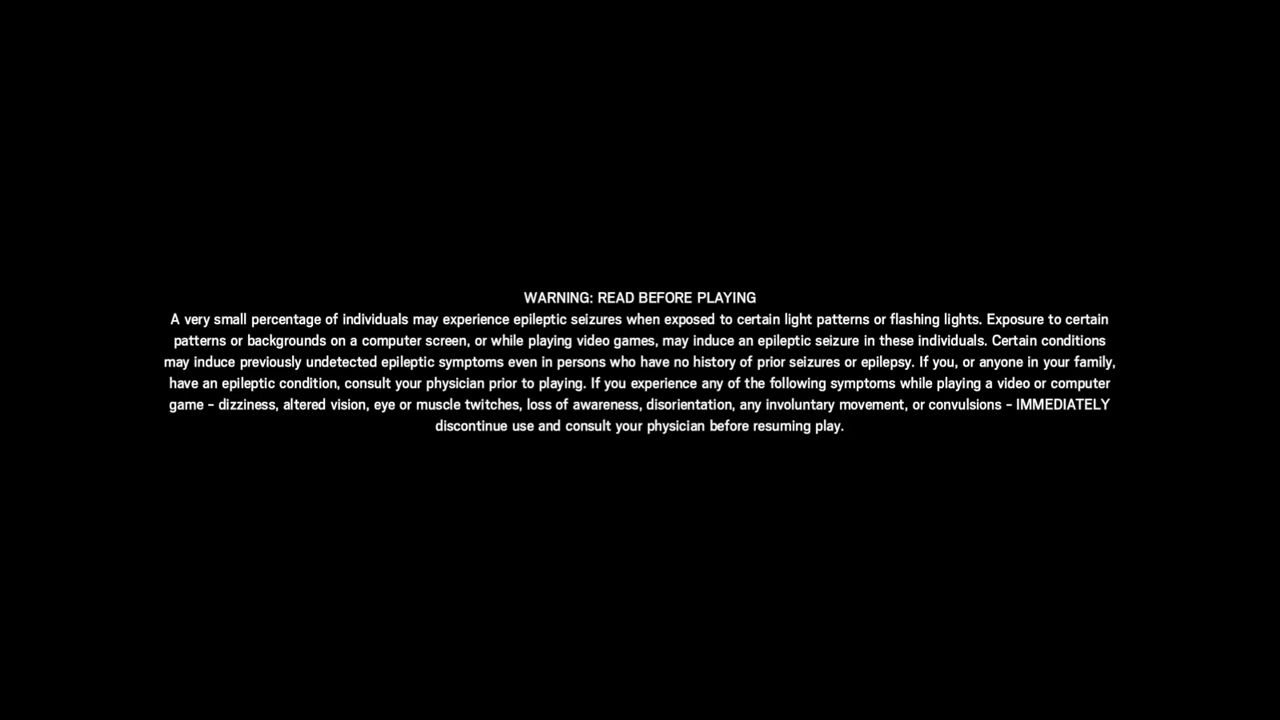 WARNING: READ BEFORE PLAYING
A very small percentage of individuals may experience epileptic seizures when exposed to certain light patterns or flashing lights. Exposure to certain
patterns or backgrounds on a computer screen, or while playing video games, may induce an epileptic seizure in these individuals. Certain conditions
may induce previously undetected epileptic symptoms even in persons who have no history of prior seizures or epilepsy. If you, or anyone in your family,
have an epileptic condition, consult your physician prior to playing. If you experience any of the following symptoms while playing a video or computer
game - dizziness, altered vision, eye or muscle twitches, loss of awareness, disorientation, any involuntary movement, or convulsions - IMMEDIATELY
discontinue use and consult your physician before resuming play.